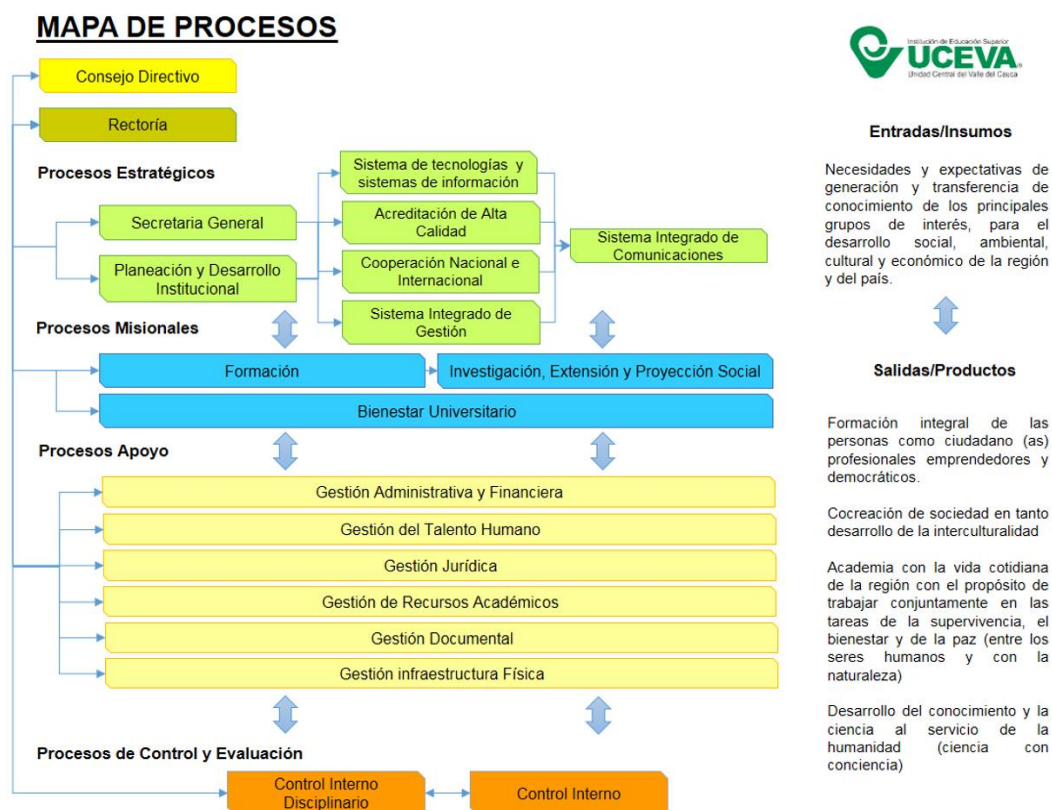 MAPA DE PROCESOS
Consejo Directivo
Rectoría
Procesos Estratégicos
Secretaria General
Planeación y Desarrollo
Institucional
Sistema de tecnologías y
sistemas de información
Acreditación de Alta
Calidad
Cooperación Nacional e
Internacional
Sistema Integrado de
Gestión
Sistema Integrado de
Comunicaciones
Procesos Misionales
Formación
Investigación, Extensión y Proyección Social
Bienestar Universitario
Procesos Apoyo
Gestión Administrativa y Financiera
Gestión del Talento Humano
Gestión Jurídica
Gestión de Recursos Académicos
Gestión Documental
Gestión infraestructura Física
Procesos de Control y Evaluación
Control Interno
Disciplinario
Control Interno
Institución de Educación Superior
UCEVA
Unidad Central del Valle del Cauca
Entradas/Insumos
Necesidades y expectativas de
generación y transferencia de
conocimiento de los principales
grupos de interés, para el
desarrollo social, ambiental,
cultural y económico de la región
y del país.
Salidas/Productos
Formación integral de las
personas como ciudadano (as)
profesionales emprendedores y
democráticos.
Cocreación de sociedad en tanto
desarrollo de la interculturalidad
Academia con la vida cotidiana
de la región con el propósito de
trabajar conjuntamente en las
tareas de la supervivencia, el
bienestar y de la paz (entre los
seres humanos y con la
naturaleza)
Desarrollo del conocimiento y la
ciencia al servicio de la
humanidad (ciencia con
conciencia)